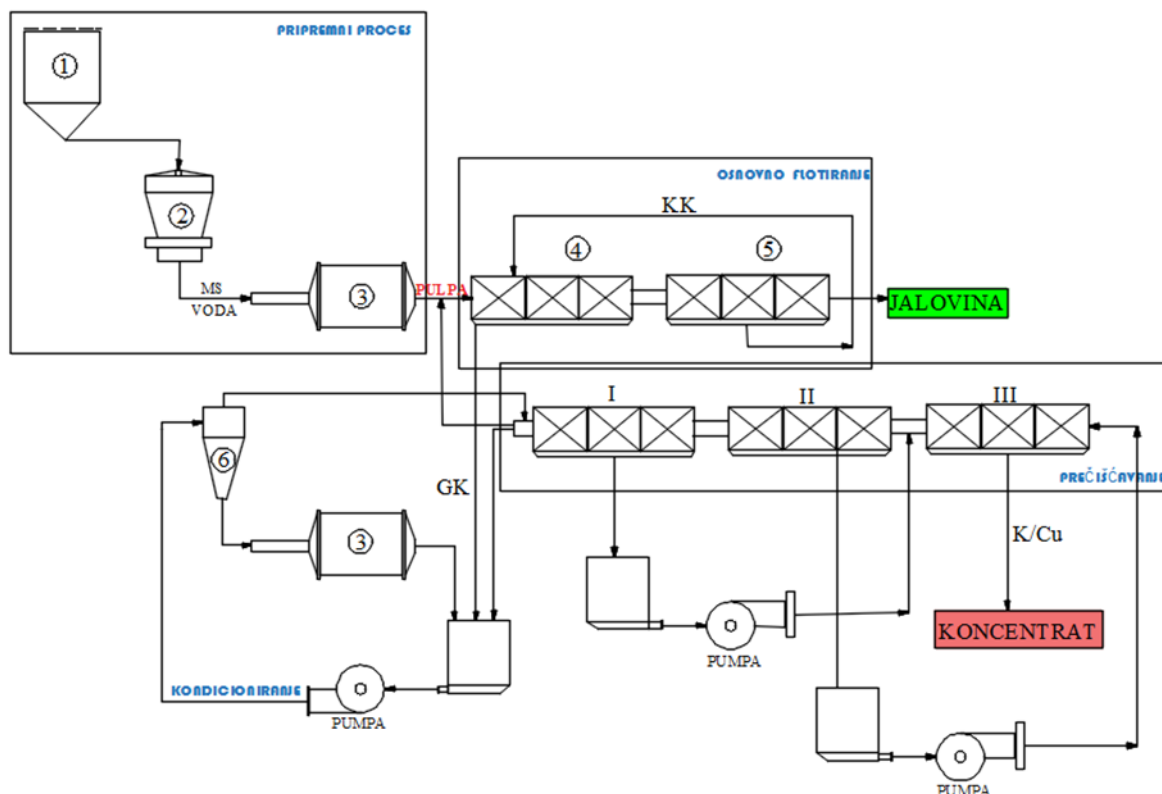 PRIPREMNI PROCES
1
2
MS
VODA
3
PULPA
OSNOVNO FLOTIRANJE
KK
4
5
JALOVINA
I
II
III
PREČIŠĆAVANJE
6
GK
3
K/Cu
KONCENTRAT
PUMPA
KONDICIONIRANJE
PUMPA
PUMPA